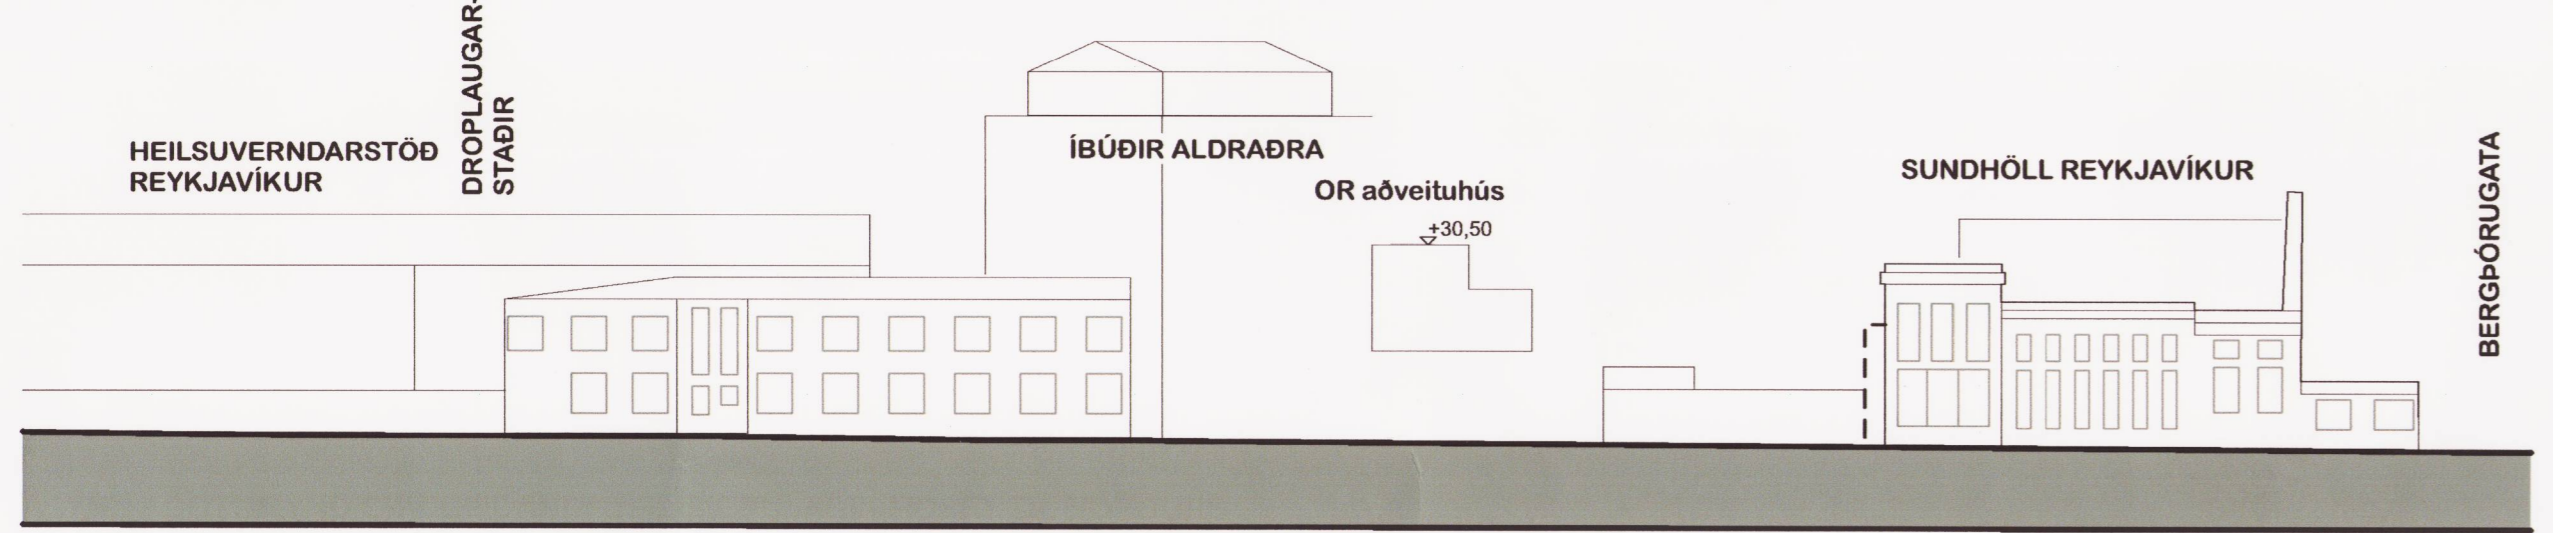 HEILSUVERNDARSTÖÐ
REYKJAVÍKUR
DROPLAUGAR-
STAÐIR
ÍBÚÐIR ALDRAÐRA
OR aðveituhús
+30,50
SUNDHÖLL REYKJAVÍKUR
BERGÞÓRUGATA